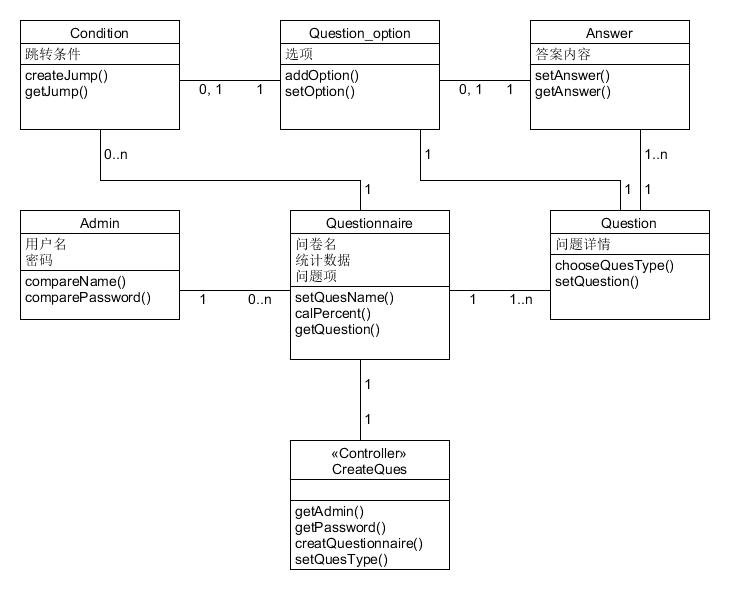 Condition
跳转条件
createJump()
getJump()
0, 1
1
Question_option
选项
addOption()
setOption()
0, 1
1
Answer
答案内容
setAnswer()
getAnswer()
0..n
1
1
1
1..n
1
Admin
用户名
密码
compareName()
comparePassword()
1
0..n
Questionnaire
问卷名
统计数据
问题项
setQuesName()
calPercent()
getQuestion()
1
1..n
Question
问题详情
chooseQuesType()
setQuestion()
1
1
«Controller»
CreateQues
getAdmin()
getPassword()
creatQuestionnaire()
setQuesType()